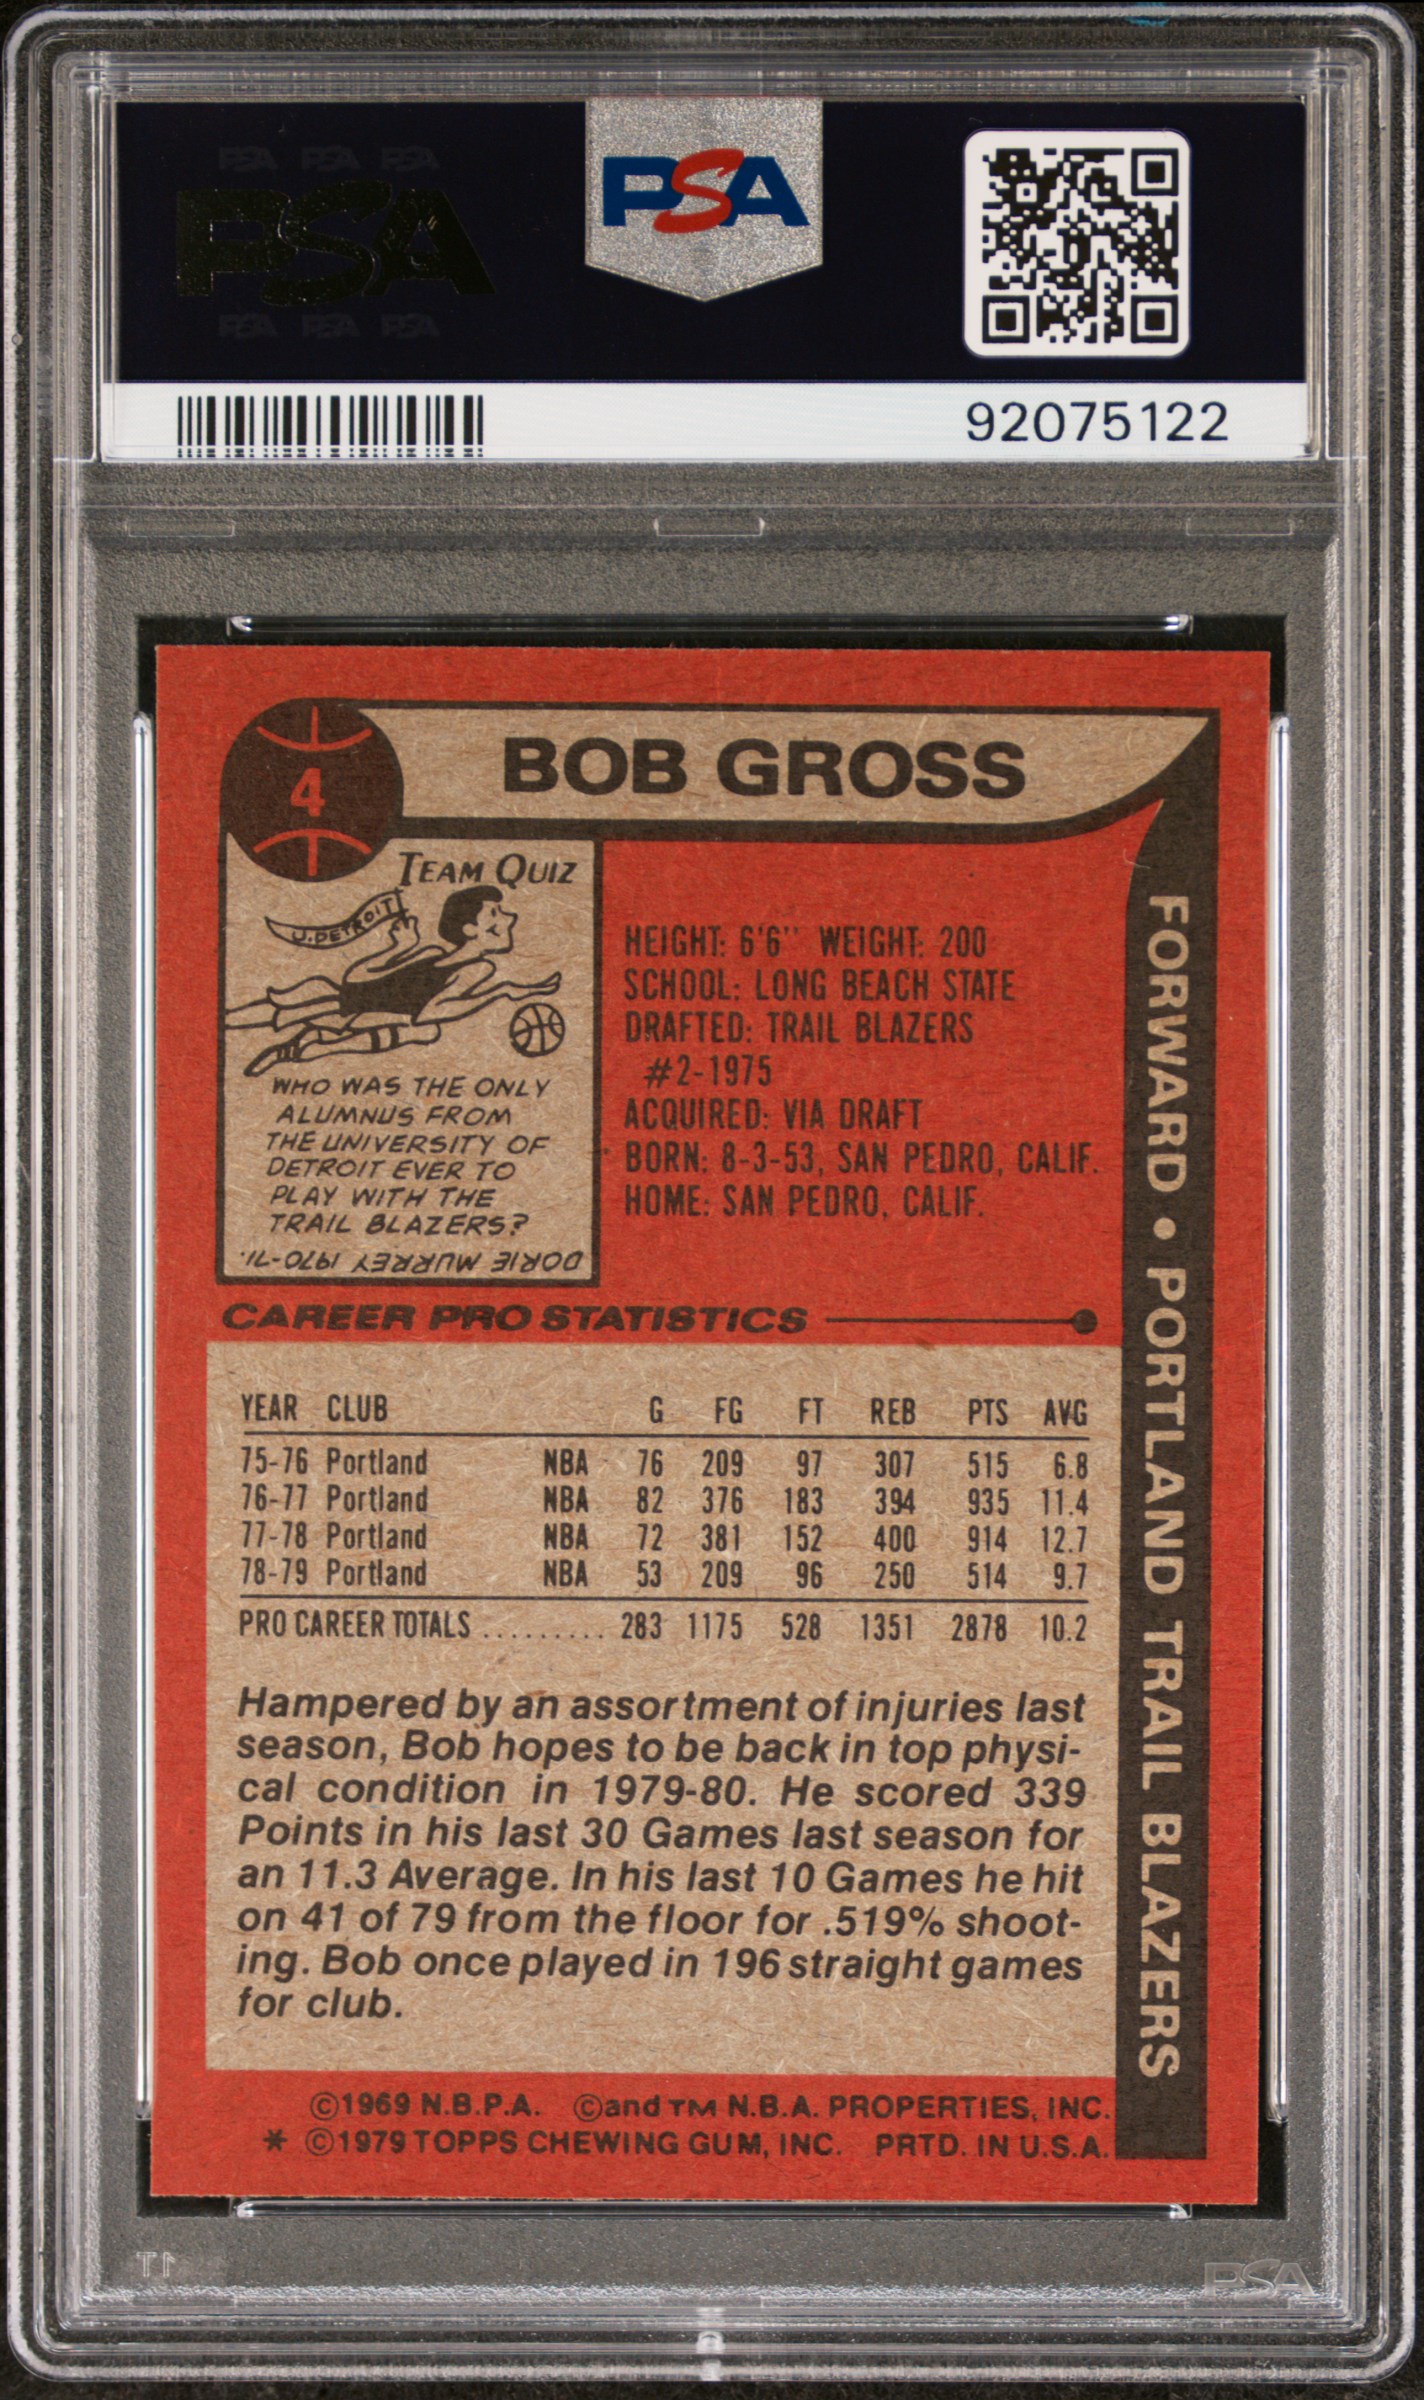 PSA PSA PSA
PSA
PSA PSA PSA
PSA
92075122
4
BOB GROSS
TEAM QUIZ
U. DETROIT
WHO WAS THE ONLY
ALUMNUS FROM
THE UNIVERSITY OF
DETROIT EVER TO
PLAY WITH THE
TRAIL BLAZERS?
DORIE MURREY 1970-71.
HEIGHT: 6'6" WEIGHT: 200
SCHOOL: LONG BEACH STATE
DRAFTED: TRAIL BLAZERS
#2-1975
ACQUIRED: VIA DRAFT
BORN: 8-3-53, SAN PEDRO, CALIF.
HOME: SAN PEDRO, CALIF.
FORWARD • PORTLAND TRAIL BLAZERS
CAREER PRO STATISTICS
YEAR CLUB G FG FT REB PTS AVG
75-76 Portland NBA 76 209 97 307 515 6.8
76-77 Portland NBA 82 376 183 394 935 11.4
77-78 Portland NBA 72 381 152 400 914 12.7
78-79 Portland NBA 53 209 96 250 514 9.7
PRO CAREER TOTALS ......... 283 1175 528 1351 2878 10.2
Hampered by an assortment of injuries last
season, Bob hopes to be back in top physi-
cal condition in 1979-80. He scored 339
Points in his last 30 Games last season for
an 11.3 Average. In his last 10 Games he hit
on 41 of 79 from the floor for .519% shoot-
ing. Bob once played in 196 straight games
for club.
©1969 N.B.P.A. ©and TM N.B.A. PROPERTIES, INC.
* ©1979 TOPPS CHEWING GUM, INC. PRTD. IN U.S.A.
PSA